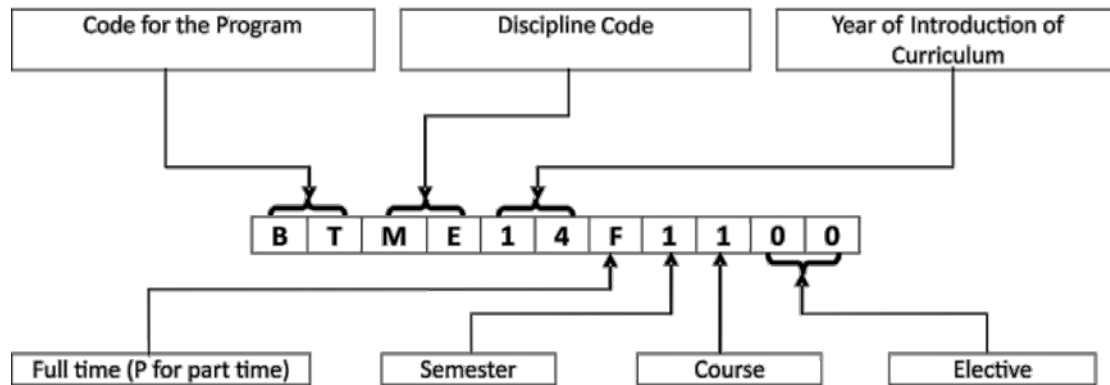 Code for the Program
Discipline Code
Year of Introduction of
Curriculum
B T M E 1 4 F 1 1 0 0
Full time (P for part time)
Semester
Course
Elective